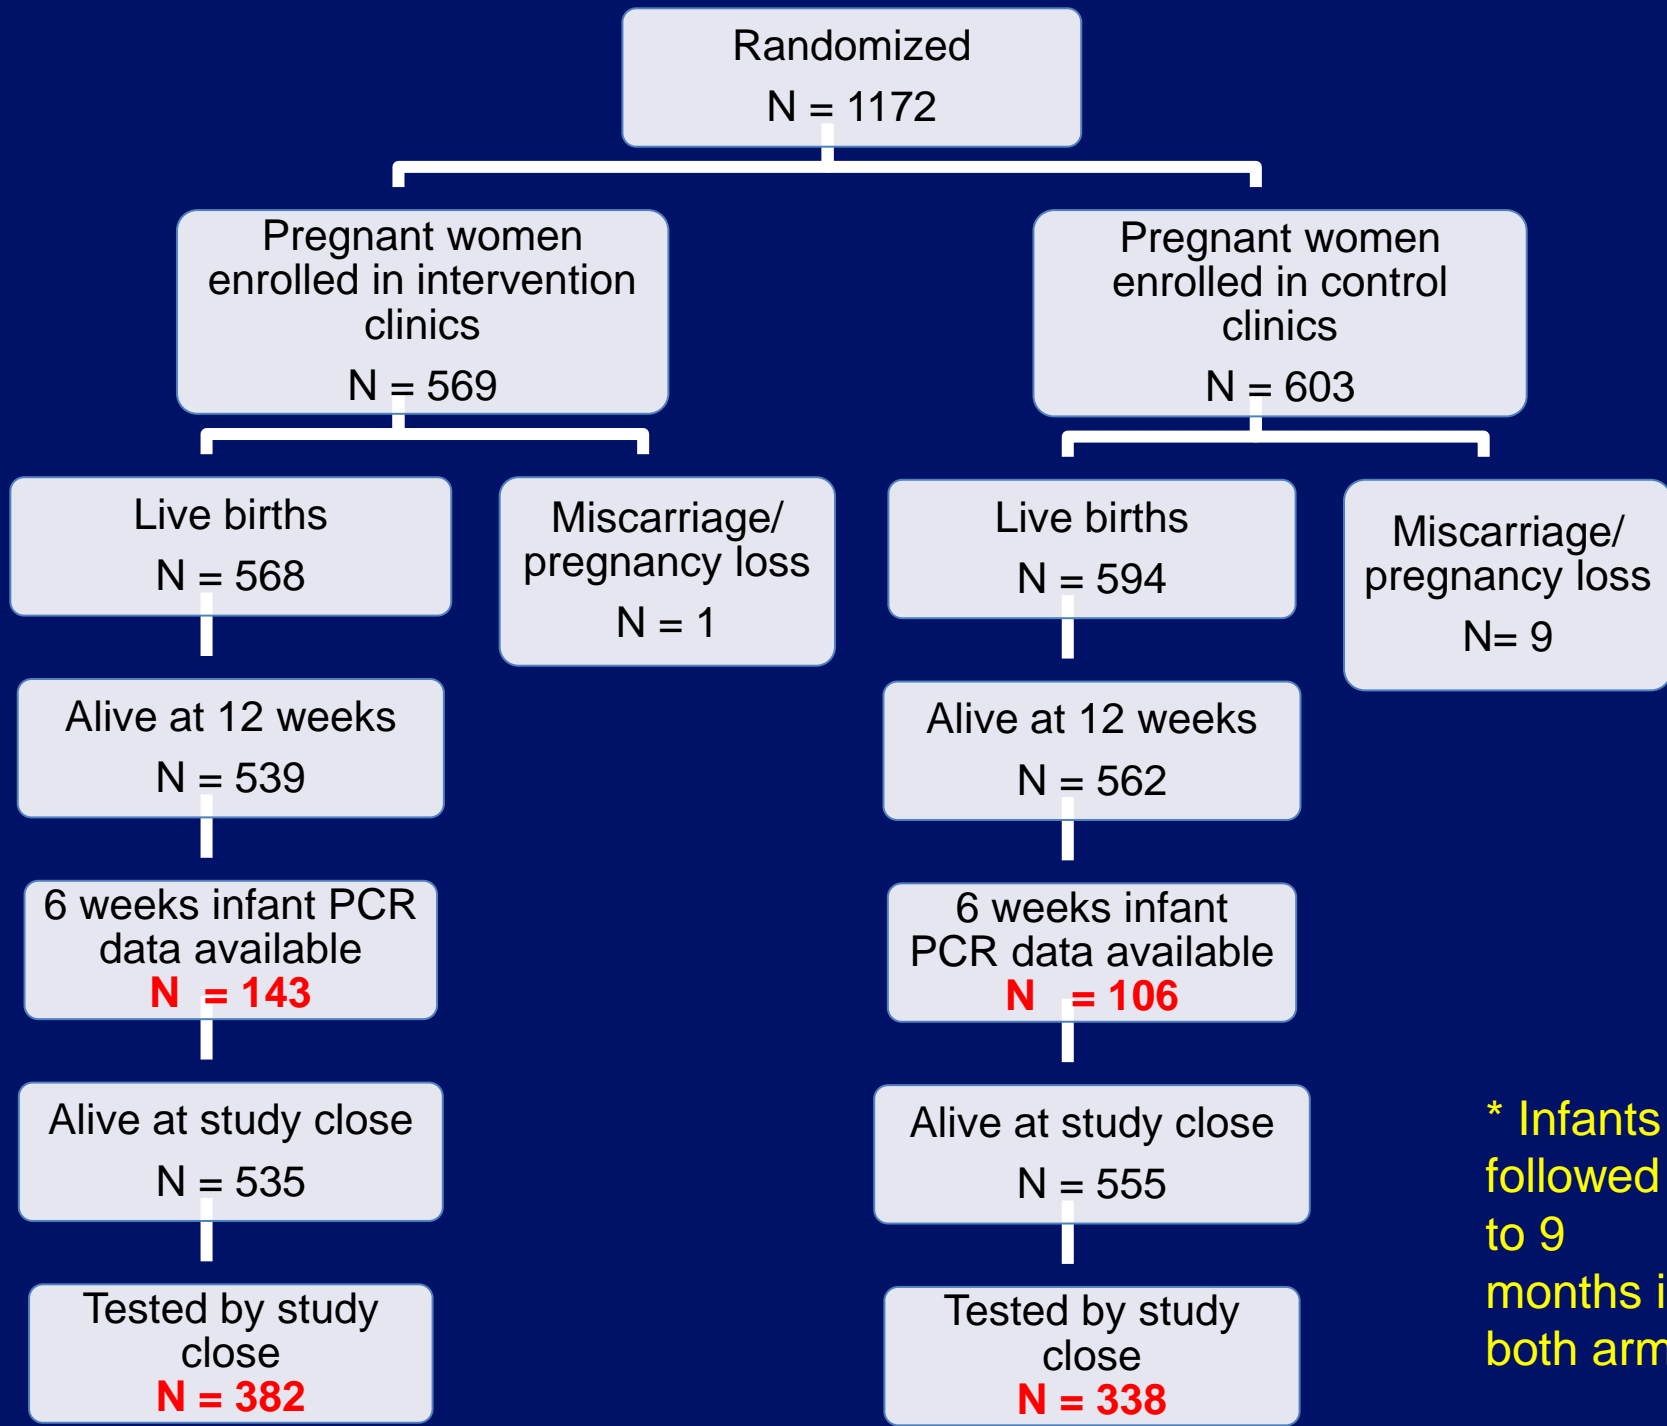 Randomized
N = 1172
Pregnant women
enrolled in intervention
clinics
N = 569
Pregnant women
enrolled in control
clinics
N = 603
Live births
N = 568
Miscarriage/
pregnancy loss
N = 1
Live births
N = 594
Miscarriage/
pregnancy loss
N= 9
Alive at 12 weeks
N = 539
Alive at 12 weeks
N = 562
6 weeks infant PCR
data available
N = 143
6 weeks infant
PCR data available
N = 106
Alive at study close
N = 535
Alive at study close
N = 555
Tested by study
close
N = 382
Tested by study
close
N = 338
* Infants
followed
to 9
months i
both arm